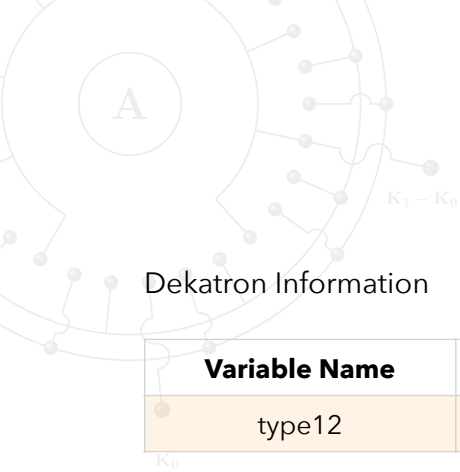 A
K₁ – K₉
Dekatron Information
Variable Name
type12
K₀